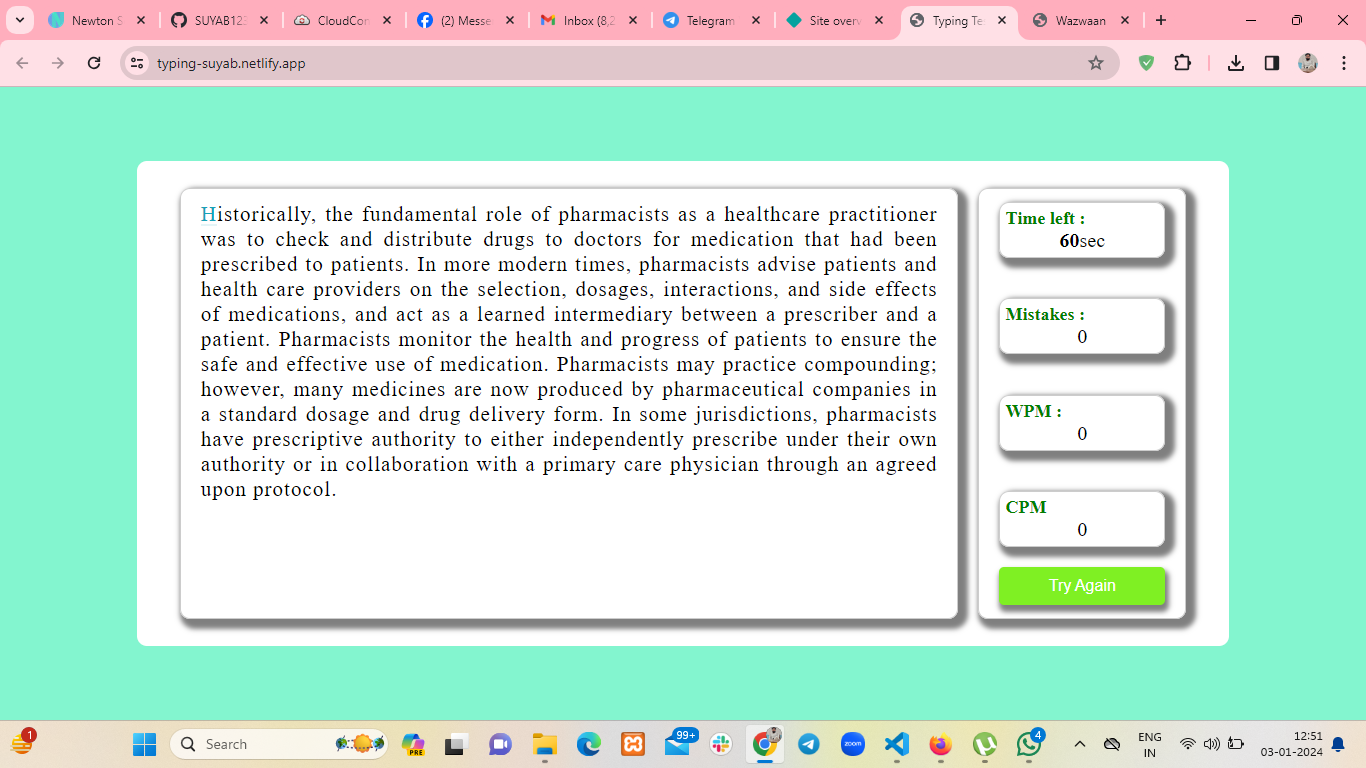 Newton S
SUYAB123
CloudCon
(2) Messe
Inbox (8,2
Telegram
Site overv
Typing Te
Wazwaan
typing-suyab.netlify.app
Historically, the fundamental role of pharmacists as a healthcare practitioner
was to check and distribute drugs to doctors for medication that had been
prescribed to patients. In more modern times, pharmacists advise patients and
health care providers on the selection, dosages, interactions, and side effects
of medications, and act as a learned intermediary between a prescriber and a
patient. Pharmacists monitor the health and progress of patients to ensure the
safe and effective use of medication. Pharmacists may practice compounding;
however, many medicines are now produced by pharmaceutical companies in
a standard dosage and drug delivery form. In some jurisdictions, pharmacists
have prescriptive authority to either independently prescribe under their own
authority or in collaboration with a primary care physician through an agreed
upon protocol.
Time left :
60sec
Mistakes :
0
WPM :
0
CPM
0
Try Again
1
Search
PRE
99+
zoom
4
ENG
IN
12:51
03-01-2024